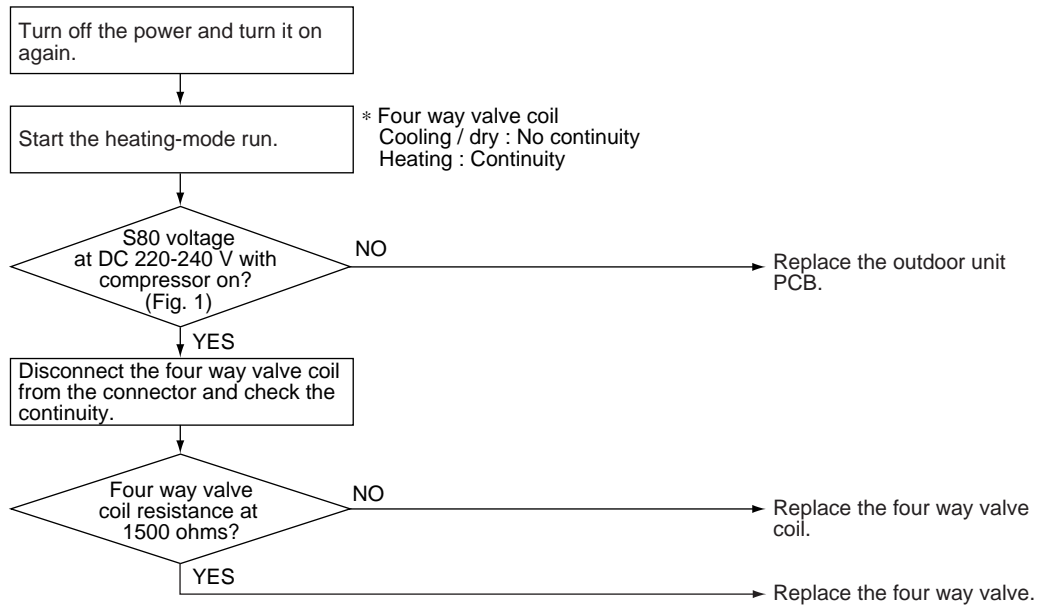 Turn off the power and turn it on
again.
Start the heating-mode run.
* Four way valve coil
Cooling / dry : No continuity
Heating : Continuity
S80 voltage
at DC 220-240 V with
compressor on?
(Fig. 1)
NO
Replace the outdoor unit
PCB.
YES
Disconnect the four way valve coil
from the connector and check the
continuity.
Four way valve
coil resistance at
1500 ohms?
NO
Replace the four way valve
coil.
YES
Replace the four way valve.